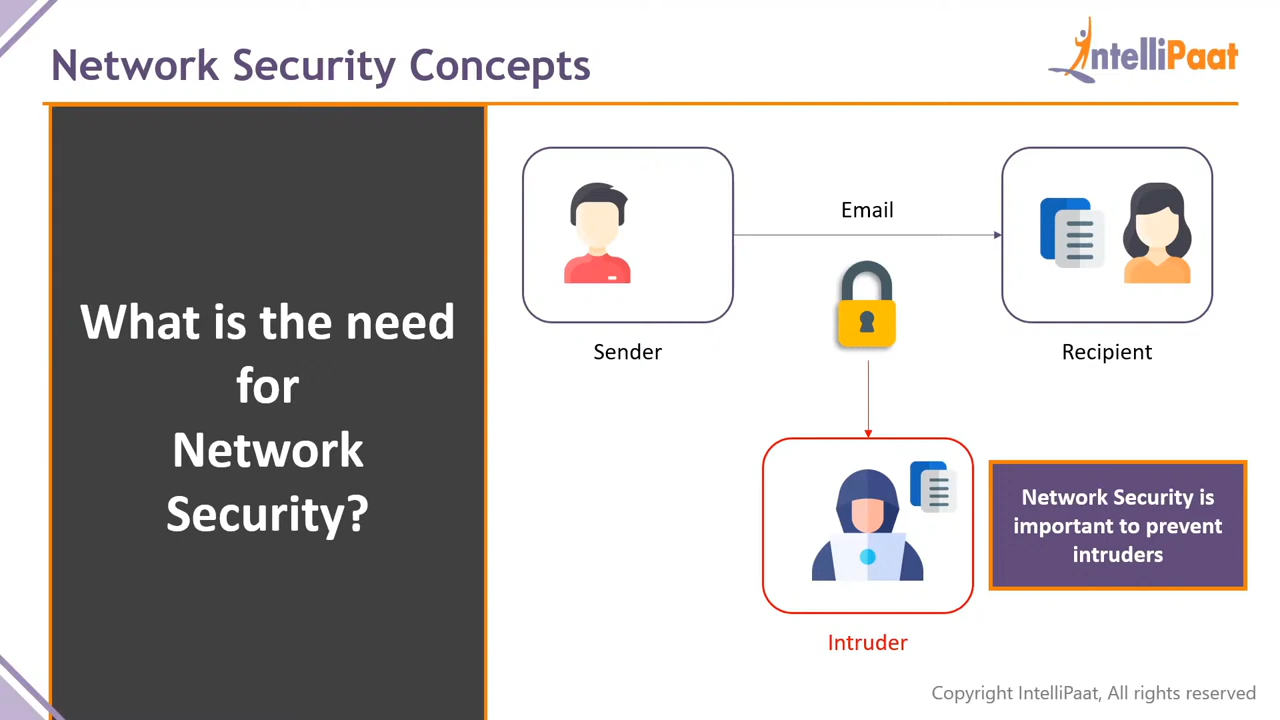 Network Security Concepts
IntelliPaat
What is the need
for
Network
Security?
Email
Sender
Recipient
Network Security is
important to prevent
intruders
Intruder
Copyright IntelliPaat, All rights reserved